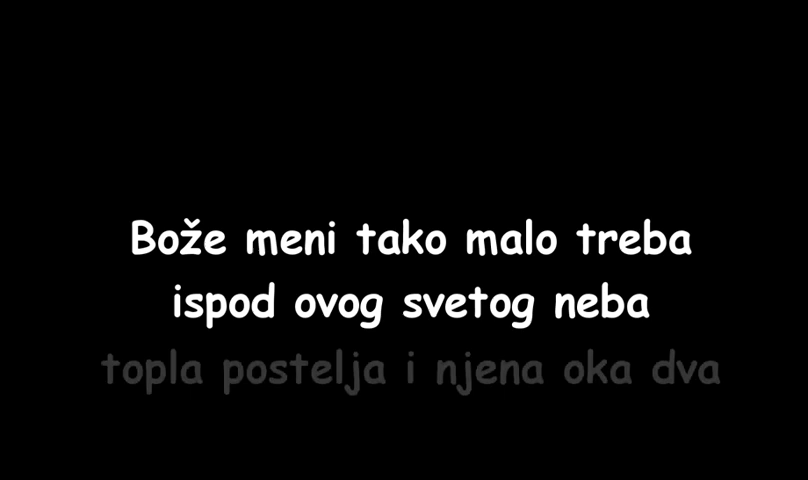 Bože meni tako malo treba
ispod ovog svetog neba
topla postelja i njena oka dva